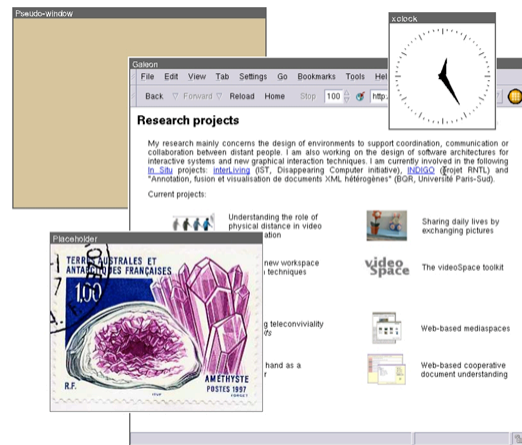 Pseudo-window
xclock
Galeon
File Edit View Tab Settings Go Bookmarks Tools Hel
Back Forward Reload Home Stop 100 http:
Research projects
My research mainly concerns the design of environments to support coordination, communication or
collaboration between distant people. I am also working on the design of software architectures for
interactive systems and new graphical interaction techniques. I am currently involved in the following
In Situ projects: interLiving (IST, Disappearing Computer initiative), INDIGO (Projet RNTL) and
"Annotation, fusion et visualisation de documents XML hétérogènes" (BQR, Université Paris-Sud).
Current projects:
Understanding the role of
physical distance in video
ation
Sharing daily lives by
exchanging pictures
new workspace
techniques
video
Space
The videoSpace toolkit
g teleconviviality
Web-based mediaspaces
hand as a
Web-based cooperative
document understanding
Placeholder
TERRES AUSTRALES ET
ANTARCTIQUES FRANÇAISES
1,00
R.F.
AMÉTHYSTE
POSTES 1997